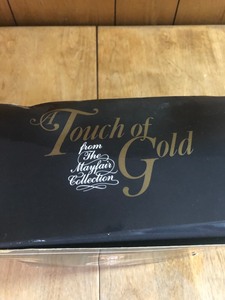 A Touch of
Gold
from
The
Mayfair
Collection